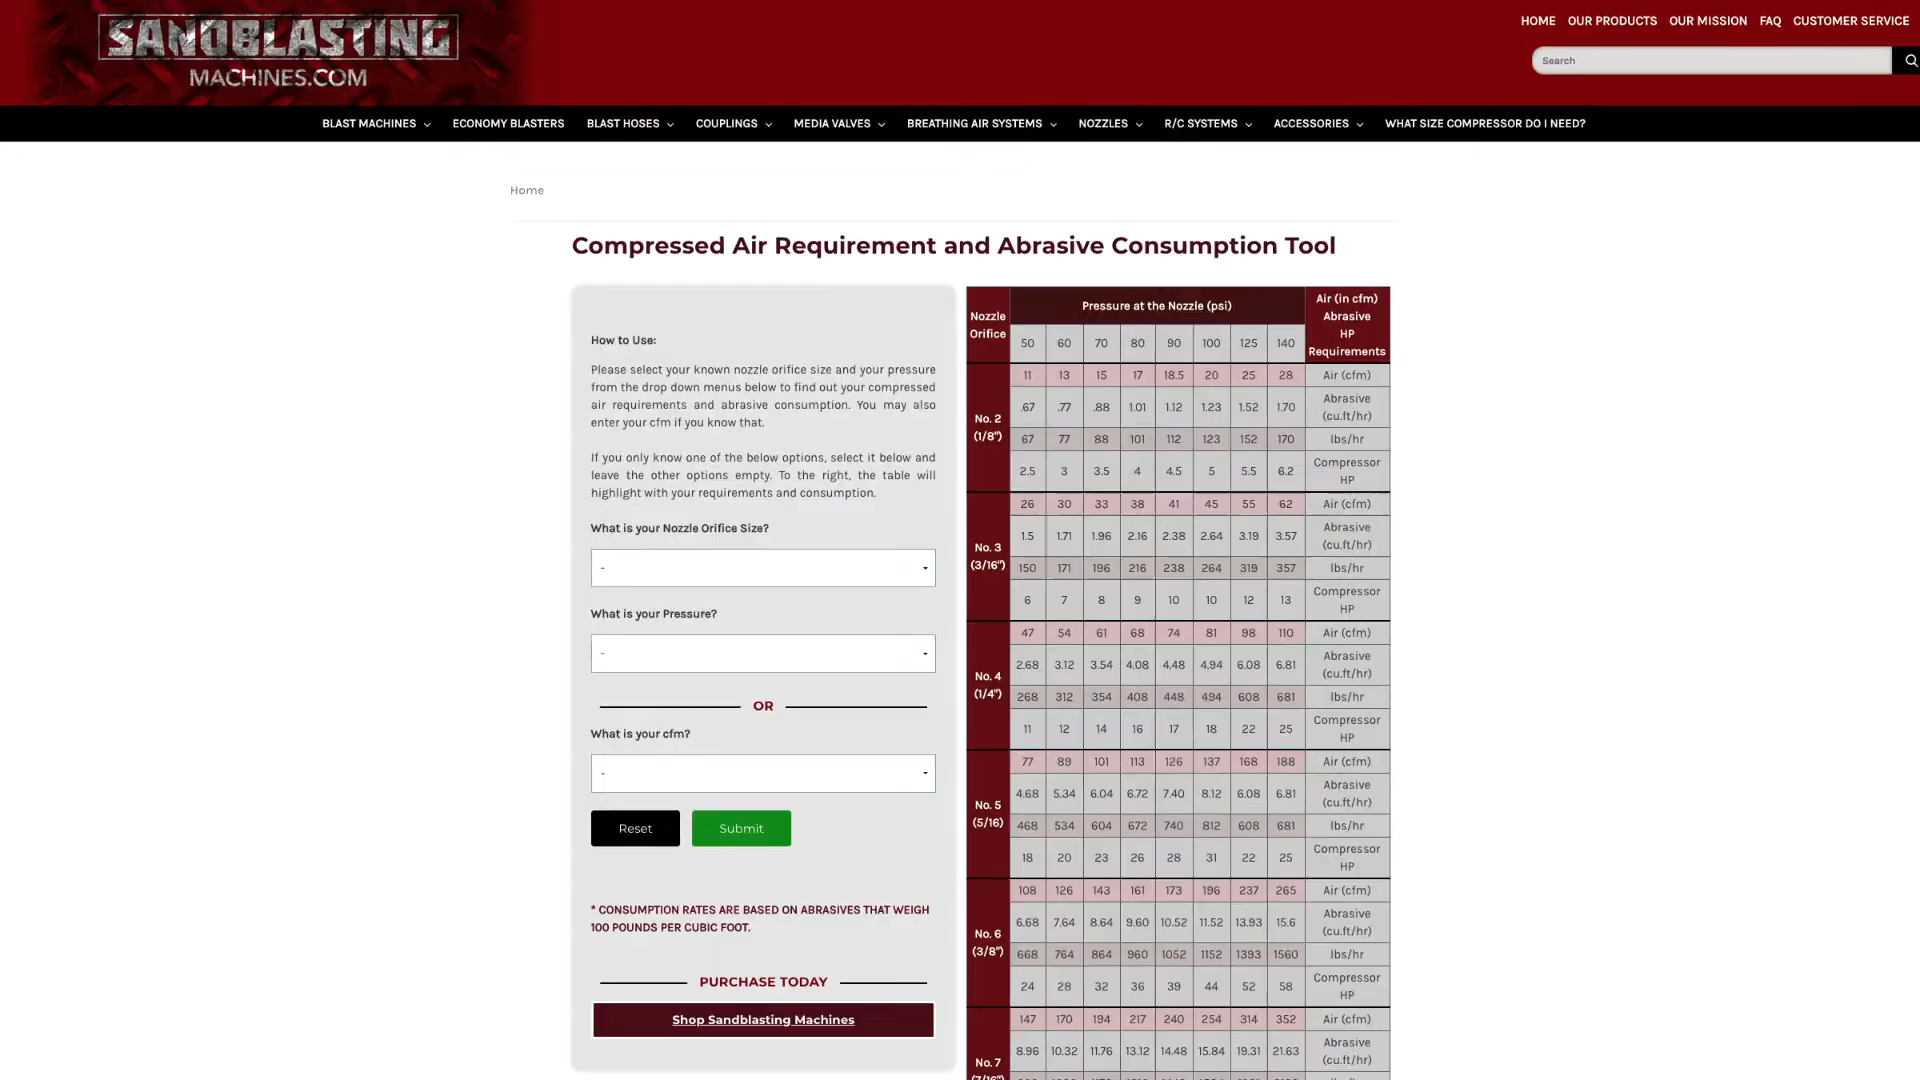 SANDBLASTING
MACHINES.COM
HOME OUR PRODUCTS OUR MISSION FAQ CUSTOMER SERVICE
Search
BLAST MACHINES ECONOMY BLASTERS BLAST HOSES COUPLINGS MEDIA VALVES BREATHING AIR SYSTEMS NOZZLES R/C SYSTEMS ACCESSORIES WHAT SIZE COMPRESSOR DO I NEED?
Home
Compressed Air Requirement and Abrasive Consumption Tool
How to Use:
Please select your known nozzle orifice size and your pressure
from the drop down menus below to find out your compressed
air requirements and abrasive consumption. You may also
enter your cfm if you know that.
If you only know one of the below options, select it below and
leave the other options empty. To the right, the table will
highlight with your requirements and consumption.
What is your Nozzle Orifice Size?
-
What is your Pressure?
-
OR
What is your cfm?
-
Reset Submit
* CONSUMPTION RATES ARE BASED ON ABRASIVES THAT WEIGH
100 POUNDS PER CUBIC FOOT.
PURCHASE TODAY
Shop Sandblasting Machines
Nozzle
Orifice
Pressure at the Nozzle (psi)
Air (in cfm)
Abrasive
HP
Requirements
50 60 70 80 90 100 125 140
No. 2
(1/8")
11 13 15 17 18.5 20 25 28 Air (cfm)
.67 .77 .88 1.01 1.12 1.23 1.52 1.70 Abrasive
(cu.ft/hr)
67 77 88 101 112 123 152 170 lbs/hr
2.5 3 3.5 4 4.5 5 5.5 6.2 Compressor
HP
No. 3
(3/16")
26 30 33 38 41 45 55 62 Air (cfm)
1.5 1.71 1.96 2.16 2.38 2.64 3.19 3.57 Abrasive
(cu.ft/hr)
150 171 196 216 238 264 319 357 lbs/hr
6 7 8 9 10 10 12 13 Compressor
HP
No. 4
(1/4")
47 54 61 68 74 81 98 110 Air (cfm)
2.68 3.12 3.54 4.08 4.48 4.94 6.08 6.81 Abrasive
(cu.ft/hr)
268 312 354 408 448 494 608 681 lbs/hr
11 12 14 16 17 18 22 25 Compressor
HP
No. 5
(5/16)
77 89 101 113 126 137 168 188 Air (cfm)
4.68 5.34 6.04 6.72 7.40 8.12 6.08 6.81 Abrasive
(cu.ft/hr)
468 534 604 672 740 812 608 681 lbs/hr
18 20 23 26 28 31 22 25 Compressor
HP
No. 6
(3/8")
108 126 143 161 173 196 237 265 Air (cfm)
6.68 7.64 8.64 9.60 10.52 11.52 13.93 15.6 Abrasive
(cu.ft/hr)
668 764 864 960 1052 1152 1393 1560 lbs/hr
24 28 32 36 39 44 52 58 Compressor
HP
No. 7
147 170 194 217 240 254 314 352 Air (cfm)
8.96 10.32 11.76 13.12 14.48 15.84 19.31 21.63 Abrasive
(cu.ft/hr)